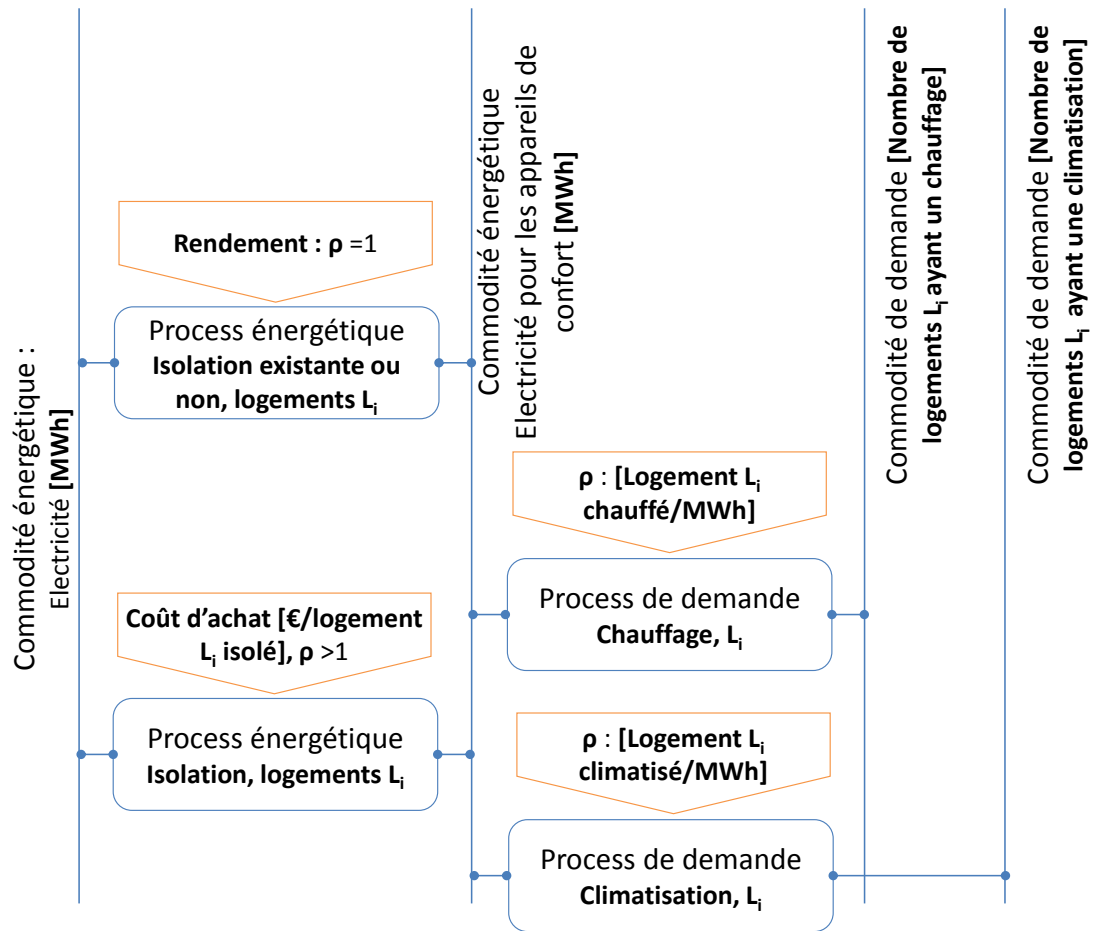 Commodité énergétique :
Electricité [MWh]
Rendement : ρ =1
Process énergétique
Isolation existante ou
non, logements Li
Coût d’achat [€/logement
Li isolé], ρ >1
Process énergétique
Isolation, logements Li
Commodité énergétique
Electricité pour les appareils de
confort [MWh]
ρ : [Logement Li
chauffé/MWh]
Process de demande
Chauffage, Li
ρ : [Logement Li
climatisé/MWh]
Process de demande
Climatisation, Li
Commodité de demande [Nombre de
logements Li ayant un chauffage]
Commodité de demande [Nombre de
logements Li ayant une climatisation]